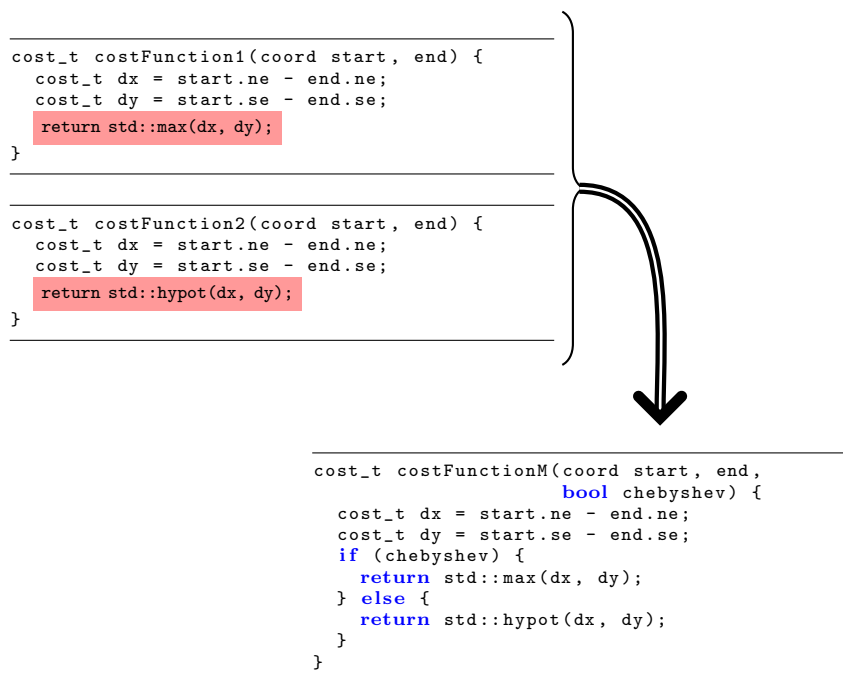 cost_t costFunction1(coord start, end) {
  cost_t dx = start.ne - end.ne;
  cost_t dy = start.se - end.se;
  return std::max(dx, dy);
}
cost_t costFunction2(coord start, end) {
  cost_t dx = start.ne - end.ne;
  cost_t dy = start.se - end.se;
  return std::hypot(dx, dy);
}
cost_t costFunctionM(coord start, end,
                     bool chebyshev) {
  cost_t dx = start.ne - end.ne;
  cost_t dy = start.se - end.se;
  if (chebyshev) {
    return std::max(dx, dy);
  } else {
    return std::hypot(dx, dy);
  }
}